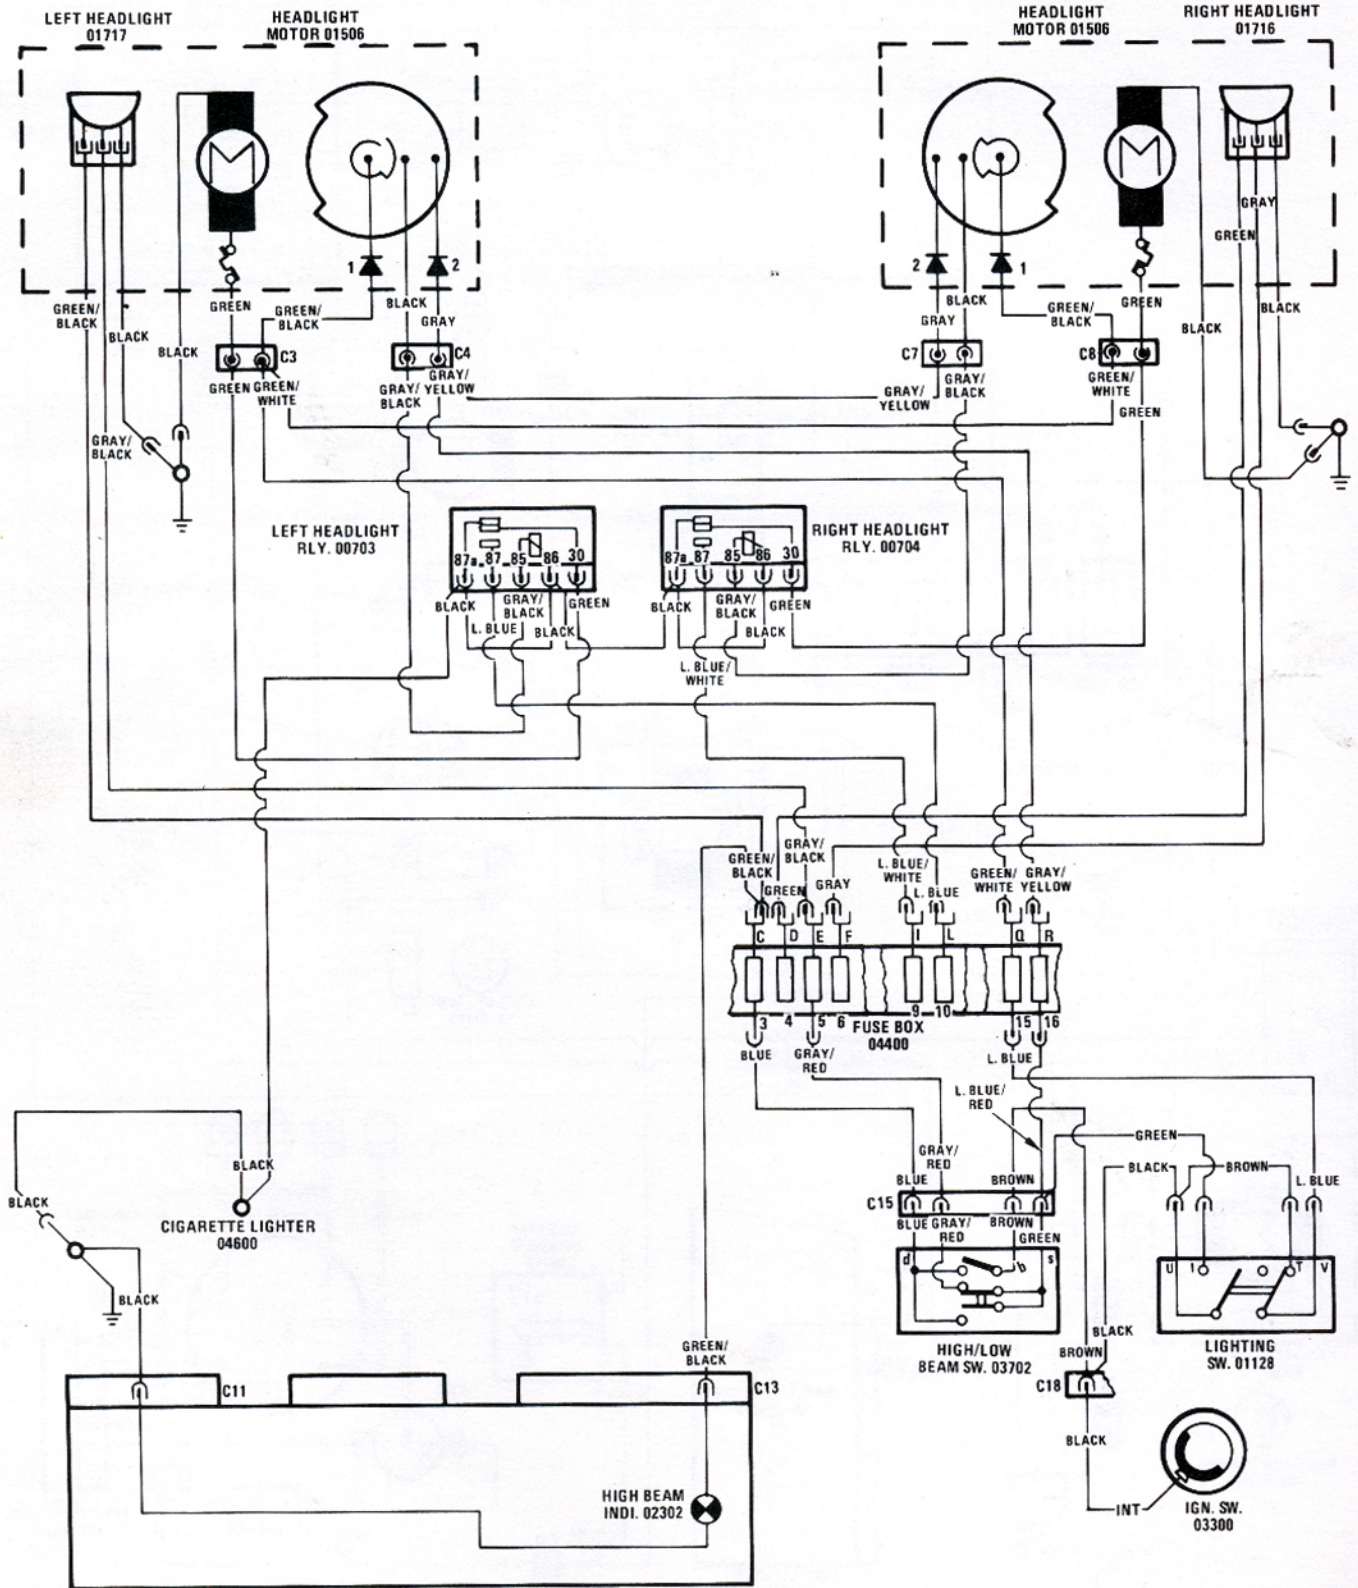 LEFT HEADLIGHT
01717
HEADLIGHT
MOTOR 01506
HEADLIGHT
MOTOR 01506
RIGHT HEADLIGHT
01716
GRAY
GREEN
1
2
2
1
GREEN/
BLACK
BLACK
GREEN
GREEN/
BLACK
BLACK
GRAY
BLACK
GRAY
BLACK
GREEN/
BLACK
GREEN
BLACK
BLACK
C3
C4
C7
C8
GREEN
GREEN/
WHITE
GRAY/
BLACK
GRAY/
YELLOW
GRAY/
YELLOW
GRAY/
BLACK
GREEN/
WHITE
GREEN
GRAY/
BLACK
LEFT HEADLIGHT
RLY. 00703
87a 87 85 86 30
RIGHT HEADLIGHT
RLY. 00704
87a 87 85 86 30
BLACK
L. BLUE
GRAY/
BLACK
BLACK
GREEN
BLACK
L. BLUE/
WHITE
GRAY/
BLACK
BLACK
GREEN
GREEN/
BLACK
GREEN
GRAY/
BLACK
GRAY
L. BLUE/
WHITE
L. BLUE
GREEN/
WHITE
GRAY/
YELLOW
C D E F I L Q R
3 4 5 6 9 10 15 16
FUSE BOX
04400
BLUE
GRAY/
RED
L. BLUE
L. BLUE/
RED
GREEN
GRAY/
RED
BLUE
BROWN
BLACK
BROWN
L. BLUE
C15
BLUE
GRAY/
RED
BROWN
GREEN
d b s
U 1 T V
HIGH/LOW
BEAM SW. 03702
LIGHTING
SW. 01128
BLACK
BROWN
C18
BLACK
INT
IGN. SW.
03300
BLACK
BLACK
CIGARETTE LIGHTER
04600
BLACK
GREEN/
BLACK
C11
C13
HIGH BEAM
INDI. 02302